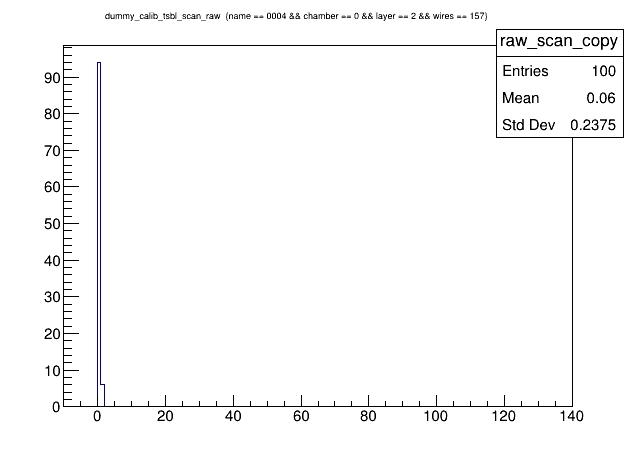 dummy_calib_tsbl_scan_raw (name == 0004 && chamber == 0 && layer == 2 && wires == 157)
raw_scan_copy
Entries 100
Mean 0.06
Std Dev 0.2375
90
80
70
60
50
40
30
20
10
0
0 20 40 60 80 100 120 140